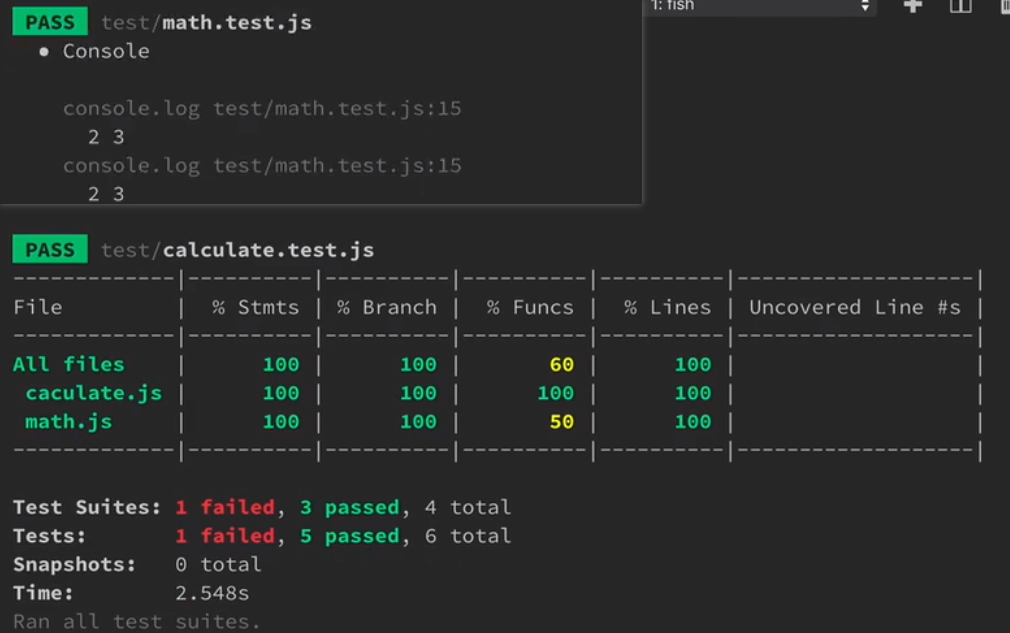 1: fish
PASS test/math.test.js
● Console
console.log test/math.test.js:15
2 3
console.log test/math.test.js:15
2 3
PASS test/calculate.test.js
-------------|----------|----------|----------|----------|-------------------|
File | % Stmts | % Branch | % Funcs | % Lines | Uncovered Line #s |
-------------|----------|----------|----------|----------|-------------------|
All files | 100 | 100 | 60 | 100 | |
caculate.js | 100 | 100 | 100 | 100 | |
math.js | 100 | 100 | 50 | 100 | |
-------------|----------|----------|----------|----------|-------------------|
Test Suites: 1 failed, 3 passed, 4 total
Tests: 1 failed, 5 passed, 6 total
Snapshots: 0 total
Time: 2.548s
Ran all test suites.